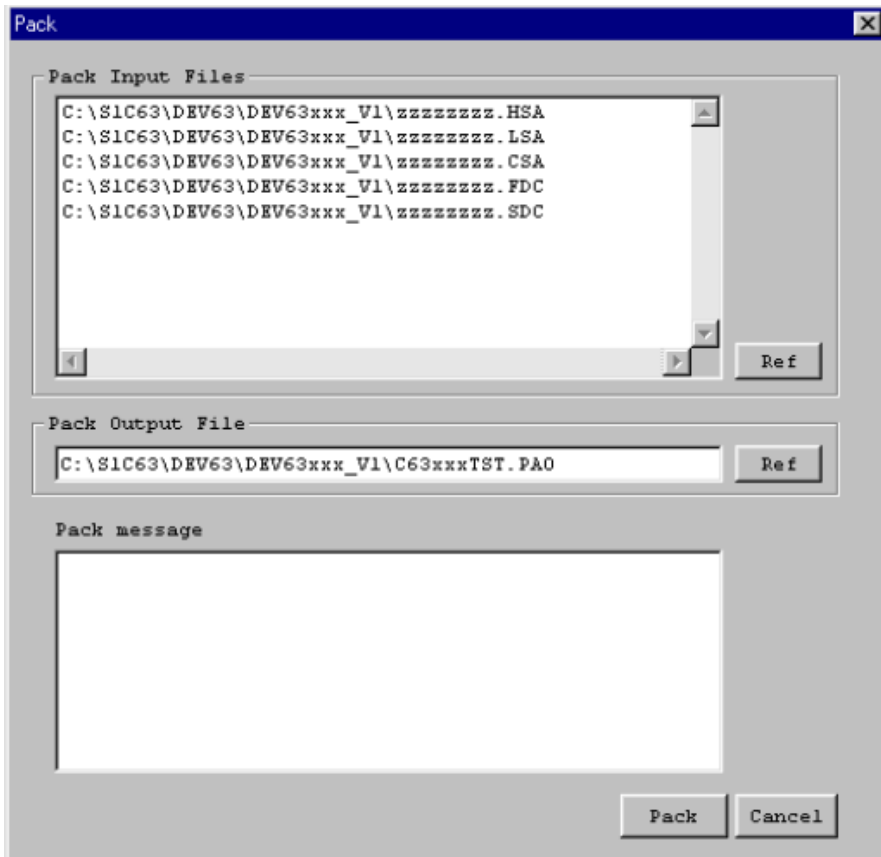 Pack
Pack Input Files
C:\S1C63\DEV63\DEV63xxx_V1\zzzzzzzz.HSA
C:\S1C63\DEV63\DEV63xxx_V1\zzzzzzzz.LSA
C:\S1C63\DEV63\DEV63xxx_V1\zzzzzzzz.CSA
C:\S1C63\DEV63\DEV63xxx_V1\zzzzzzzz.FDC
C:\S1C63\DEV63\DEV63xxx_V1\zzzzzzzz.SDC
Ref
Pack Output File
C:\S1C63\DEV63\DEV63xxx_V1\C63xxxTST.PA0
Ref
Pack message
Pack Cancel